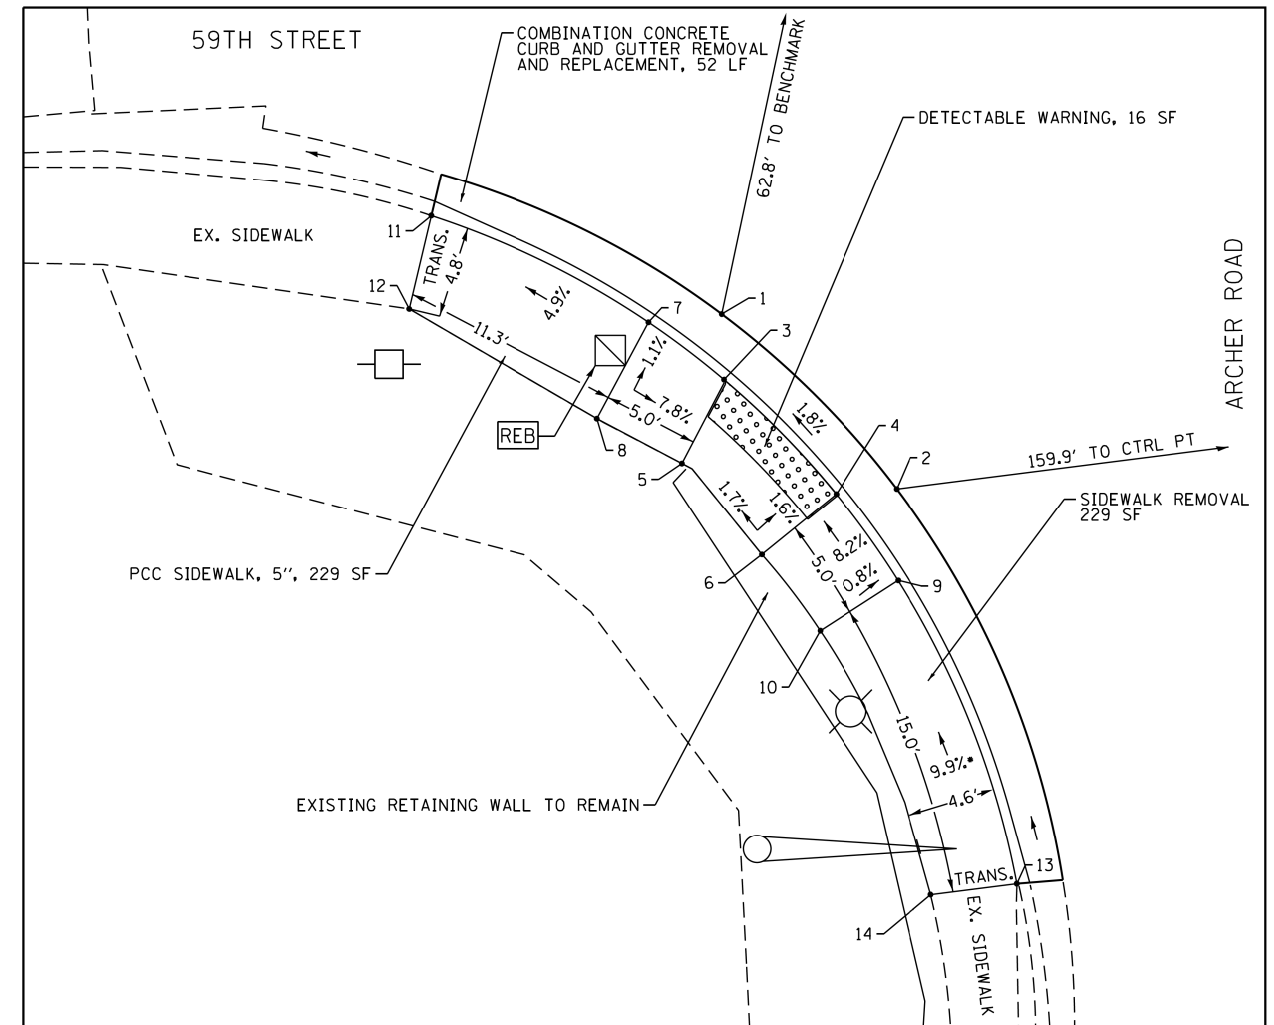 59TH STREET
COMBINATION CONCRETE
CURB AND GUTTER REMOVAL
AND REPLACEMENT, 52 LF
62.8' TO BENCHMARK
DETECTABLE WARNING, 16 SF
EX. SIDEWALK
11
TRANS.
4.8'
12
4.9%
11.3'
7
1
3
ARCHER ROAD
1.1%
7.8%
5.0'
REB
8
5
1.8%
4
2
159.9' TO CTRL PT
SIDEWALK REMOVAL
229 SF
1.7%
1.6%
8.2%
5.0'
0.8%
6
9
PCC SIDEWALK, 5", 229 SF
10
15.0'
9.9%*
4.6'
EXISTING RETAINING WALL TO REMAIN
TRANS.
13
14
EX. SIDEWALK